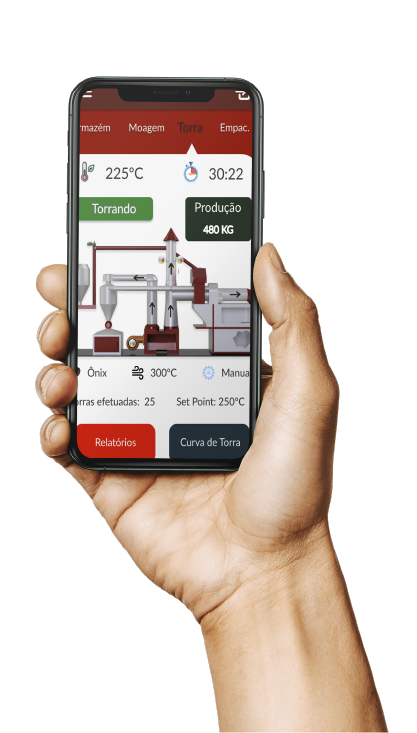 rmazém Moagem Torra Empac.
225°C 30:22
Torrando
Produção
480 KG
Ônix 300°C Manua
orras efetuadas: 25 Set Point: 250°C
Relatórios Curva de Torra